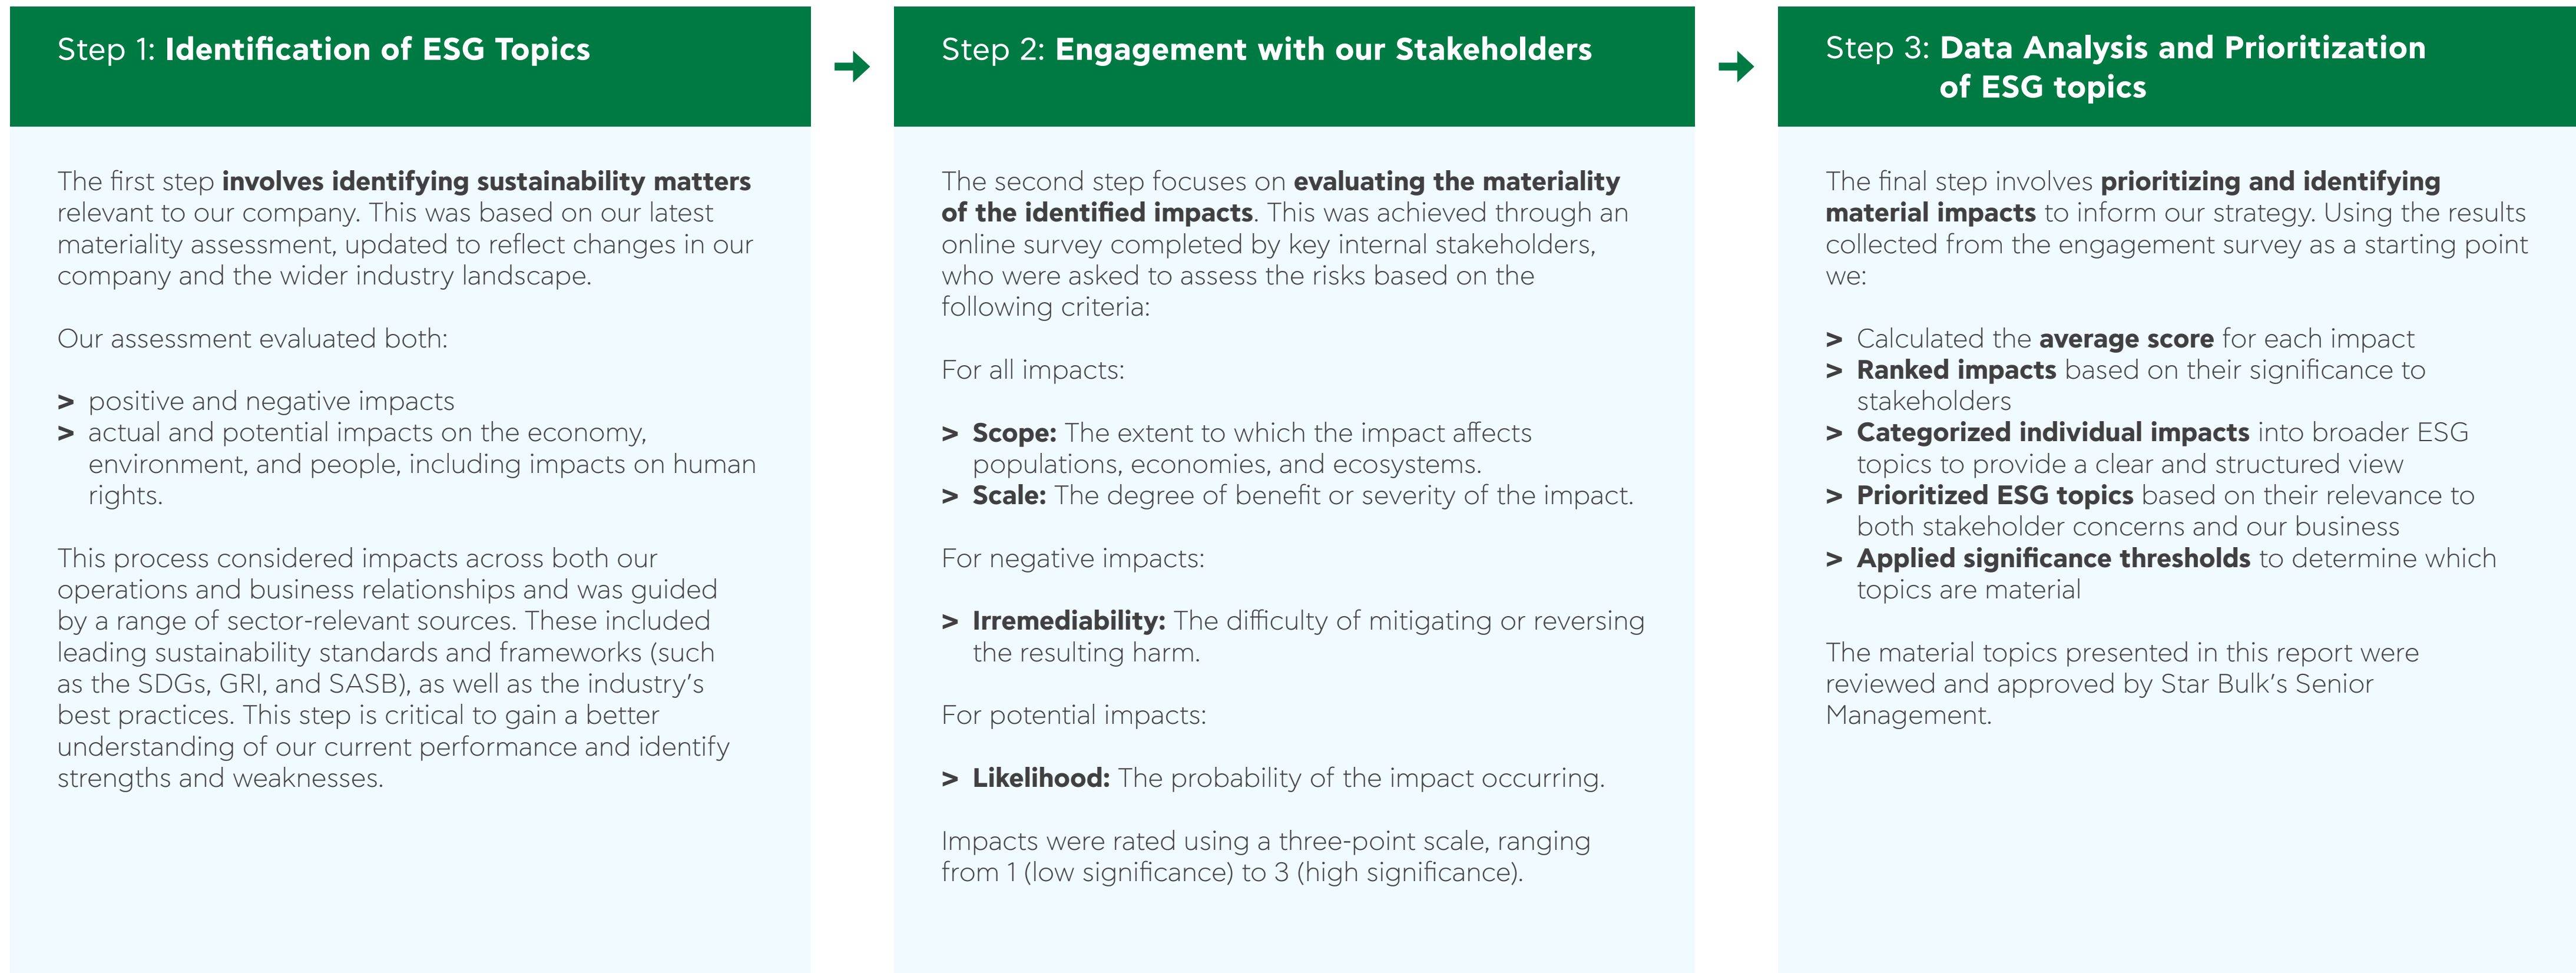 Step 1: Identification of ESG Topics
The first step involves identifying sustainability matters
relevant to our company. This was based on our latest
materiality assessment, updated to reflect changes in our
company and the wider industry landscape.
Our assessment evaluated both:
> positive and negative impacts
> actual and potential impacts on the economy,
environment, and people, including impacts on human
rights.
This process considered impacts across both our
operations and business relationships and was guided
by a range of sector-relevant sources. These included
leading sustainability standards and frameworks (such
as the SDGs, GRI, and SASB), as well as the industry's
best practices. This step is critical to gain a better
understanding of our current performance and identify
strengths and weaknesses.
Step 2: Engagement with our Stakeholders
The second step focuses on evaluating the materiality
of the identified impacts. This was achieved through an
online survey completed by key internal stakeholders,
who were asked to assess the risks based on the
following criteria:
For all impacts:
> Scope: The extent to which the impact affects
populations, economies, and ecosystems.
> Scale: The degree of benefit or severity of the impact.
For negative impacts:
> Irremediability: The difficulty of mitigating or reversing
the resulting harm.
For potential impacts:
> Likelihood: The probability of the impact occurring.
Impacts were rated using a three-point scale, ranging
from 1 (low significance) to 3 (high significance).
Step 3: Data Analysis and Prioritization
of ESG topics
The final step involves prioritizing and identifying
material impacts to inform our strategy. Using the results
collected from the engagement survey as a starting point
we:
> Calculated the average score for each impact
> Ranked impacts based on their significance to
stakeholders
> Categorized individual impacts into broader ESG
topics to provide a clear and structured view
> Prioritized ESG topics based on their relevance to
both stakeholder concerns and our business
> Applied significance thresholds to determine which
topics are material
The material topics presented in this report were
reviewed and approved by Star Bulk's Senior
Management.